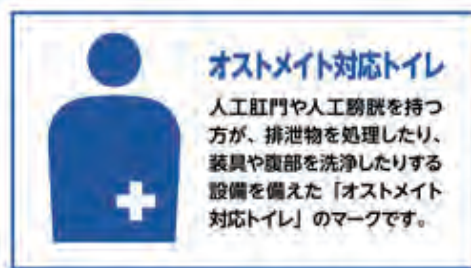 オストメイト対応トイレ
人工肛門や人工膀胱を持つ
方が、排泄物を処理したり、
装具や腹部を洗浄したりする
設備を備えた「オストメイト
対応トイレ」のマークです。